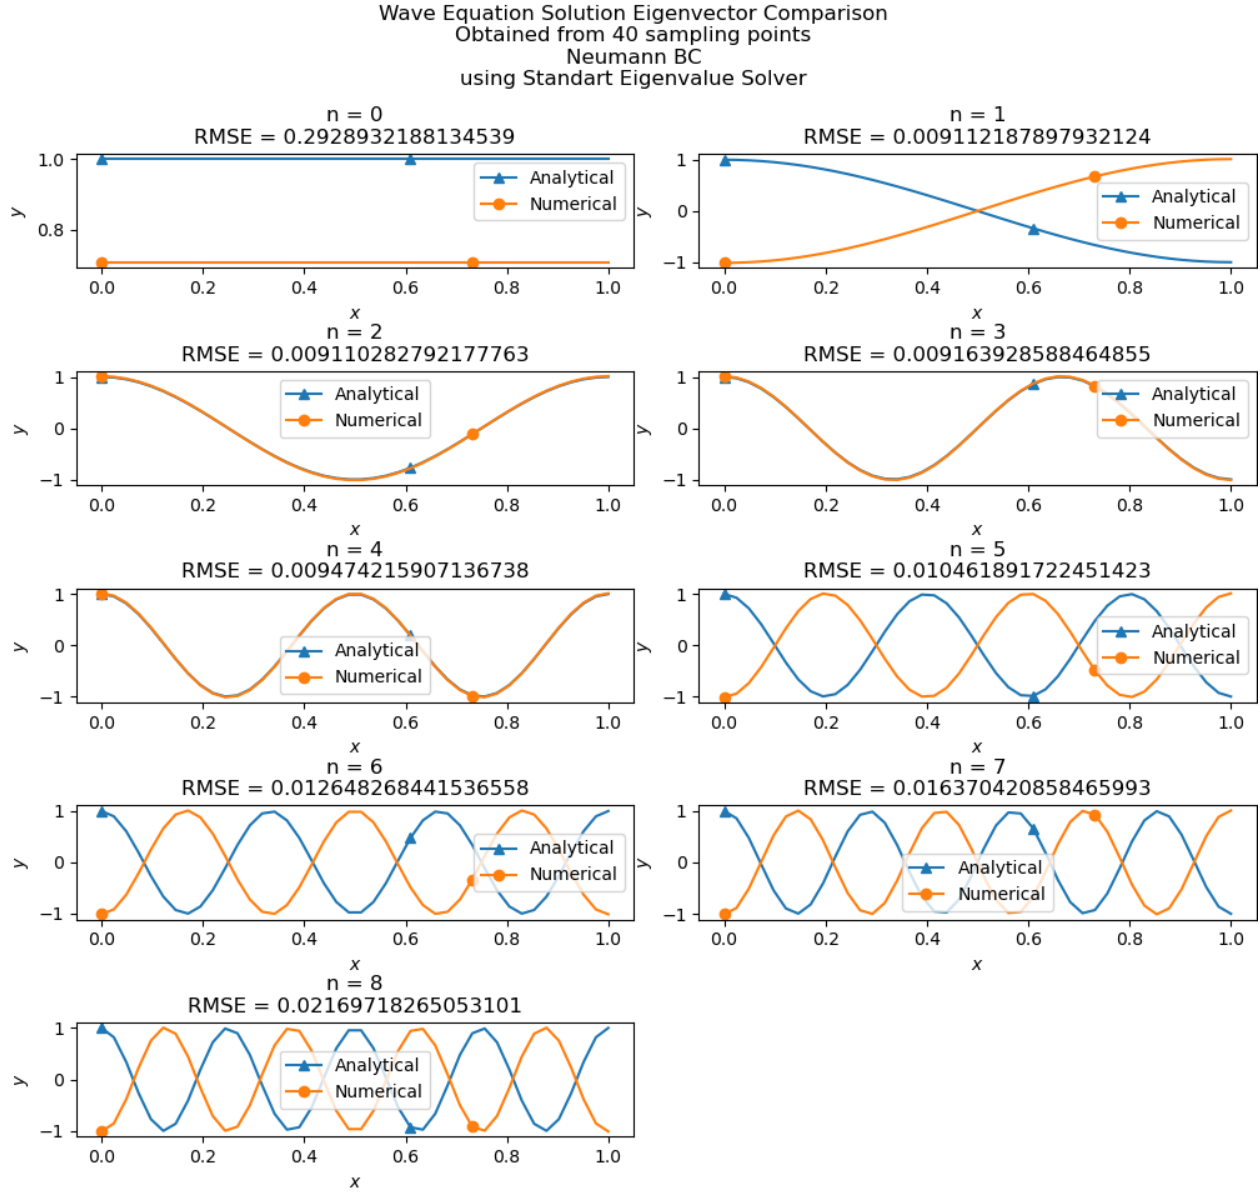 Wave Equation Solution Eigenvector Comparison
Obtained from 40 sampling points
Neumann BC
using Standart Eigenvalue Solver
n = 0
RMSE = 0.2928932188134539
1.0
0.8
y
Analytical
Numerical
0.0 0.2 0.4 0.6 0.8 1.0
x
n = 1
RMSE = 0.009112187897932124
1
0
−1
y
Analytical
Numerical
0.0 0.2 0.4 0.6 0.8 1.0
x
n = 2
RMSE = 0.009110282792177763
1
0
−1
y
Analytical
Numerical
0.0 0.2 0.4 0.6 0.8 1.0
x
n = 3
RMSE = 0.009163928588464855
1
0
−1
y
Analytical
Numerical
0.0 0.2 0.4 0.6 0.8 1.0
x
n = 4
RMSE = 0.009474215907136738
1
0
−1
y
Analytical
Numerical
0.0 0.2 0.4 0.6 0.8 1.0
x
n = 5
RMSE = 0.010461891722451423
1
0
−1
y
Analytical
Numerical
0.0 0.2 0.4 0.6 0.8 1.0
x
n = 6
RMSE = 0.012648268441536558
1
0
−1
y
Analytical
Numerical
0.0 0.2 0.4 0.6 0.8 1.0
x
n = 7
RMSE = 0.016370420858465993
1
0
−1
y
Analytical
Numerical
0.0 0.2 0.4 0.6 0.8 1.0
x
n = 8
RMSE = 0.021697182650531​01
1
0
−1
y
Analytical
Numerical
0.0 0.2 0.4 0.6 0.8 1.0
x